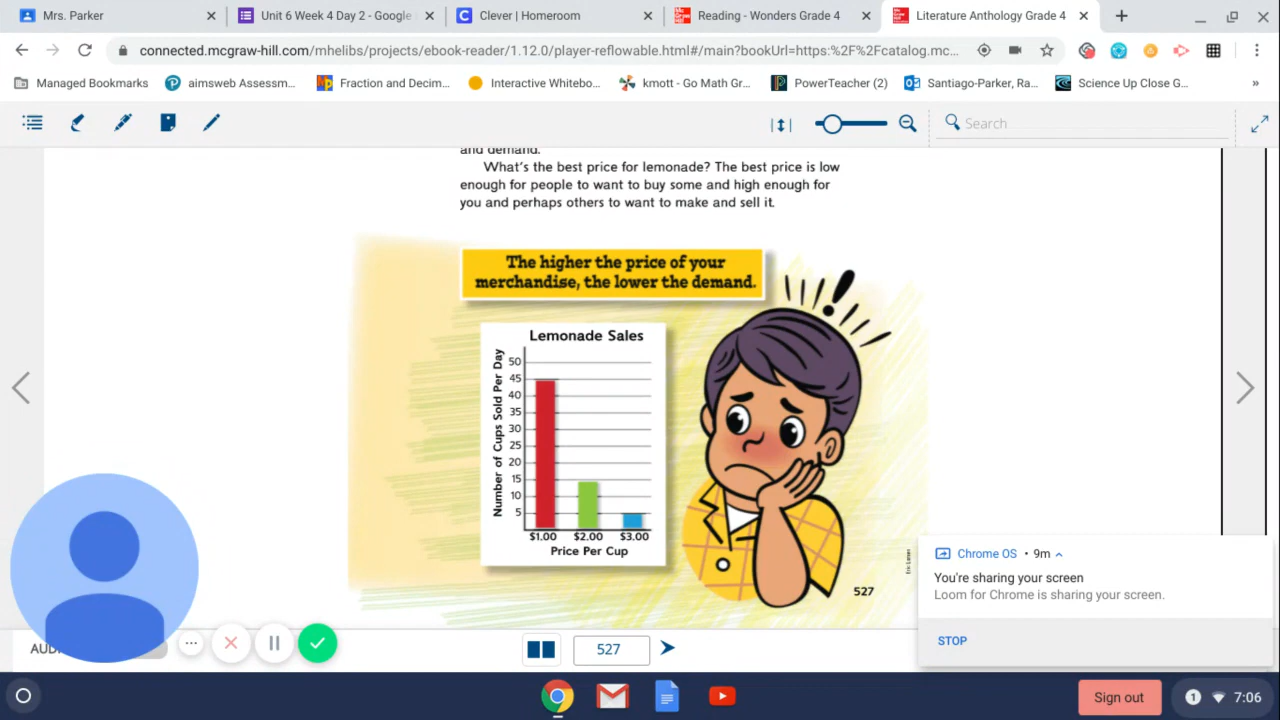 Mrs. Parker
Unit 6 Week 4 Day 2 - Google
Clever | Homeroom
Reading - Wonders Grade 4
Literature Anthology Grade 4
connected.mcgraw-hill.com/mhelibs/projects/ebook-reader/1.12.0/player-reflowable.html#/main?bookUrl=https:%2F%2Fcatalog.mc...
Managed Bookmarks
aimsweb Assessm...
Fraction and Decim...
Interactive Whitebo...
kmott - Go Math Gr...
PowerTeacher (2)
Santiago-Parker, Ra...
Science Up Close G...
»
Search
and demand.
What's the best price for lemonade? The best price is low
enough for people to want to buy some and high enough for
you and perhaps others to want to make and sell it.
The higher the price of your
merchandise, the lower the demand.
Lemonade Sales
Number of Cups Sold Per Day
50
45
40
35
30
25
20
15
10
5
$1.00 $2.00 $3.00
Price Per Cup
527
Chrome OS • 9m
You're sharing your screen
Loom for Chrome is sharing your screen.
STOP
527
Sign out
1
7:06